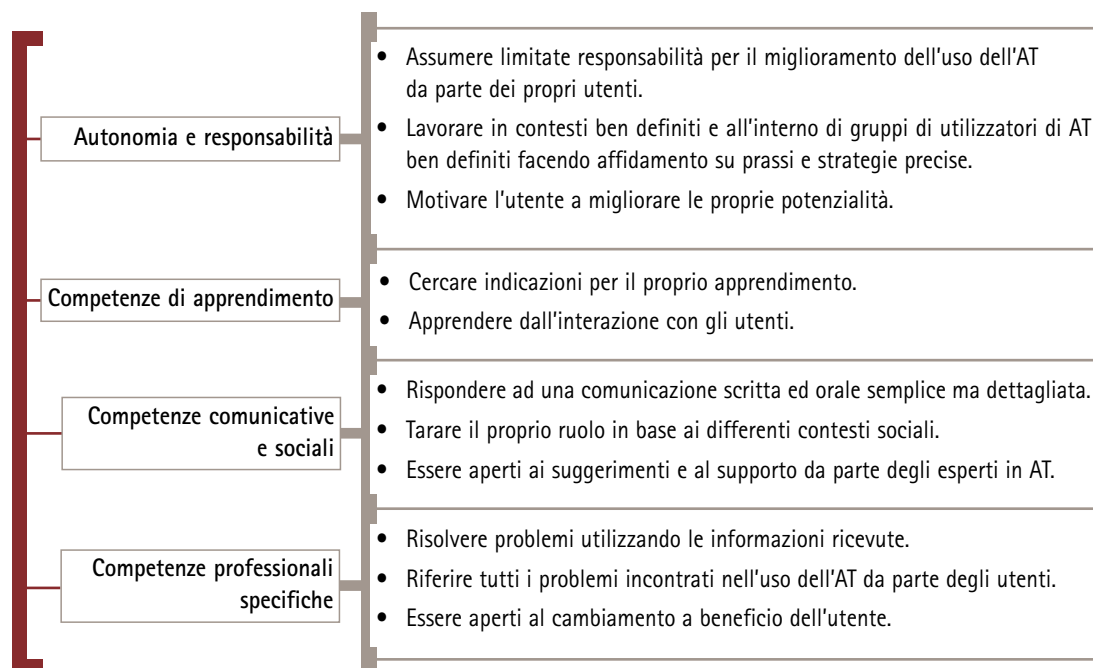 Autonomia e responsabilità
• Assumere limitate responsabilità per il miglioramento dell'uso dell'AT
da parte dei propri utenti.
• Lavorare in contesti ben definiti e all'interno di gruppi di utilizzatori di AT
ben definiti facendo affidamento su prassi e strategie precise.
• Motivare l'utente a migliorare le proprie potenzialità.
Competenze di apprendimento
• Cercare indicazioni per il proprio apprendimento.
• Apprendere dall'interazione con gli utenti.
Competenze comunicative
e sociali
• Rispondere ad una comunicazione scritta ed orale semplice ma dettagliata.
• Tarare il proprio ruolo in base ai differenti contesti sociali.
• Essere aperti ai suggerimenti e al supporto da parte degli esperti in AT.
Competenze professionali
specifiche
• Risolvere problemi utilizzando le informazioni ricevute.
• Riferire tutti i problemi incontrati nell'uso dell'AT da parte degli utenti.
• Essere aperti al cambiamento a beneficio dell'utente.